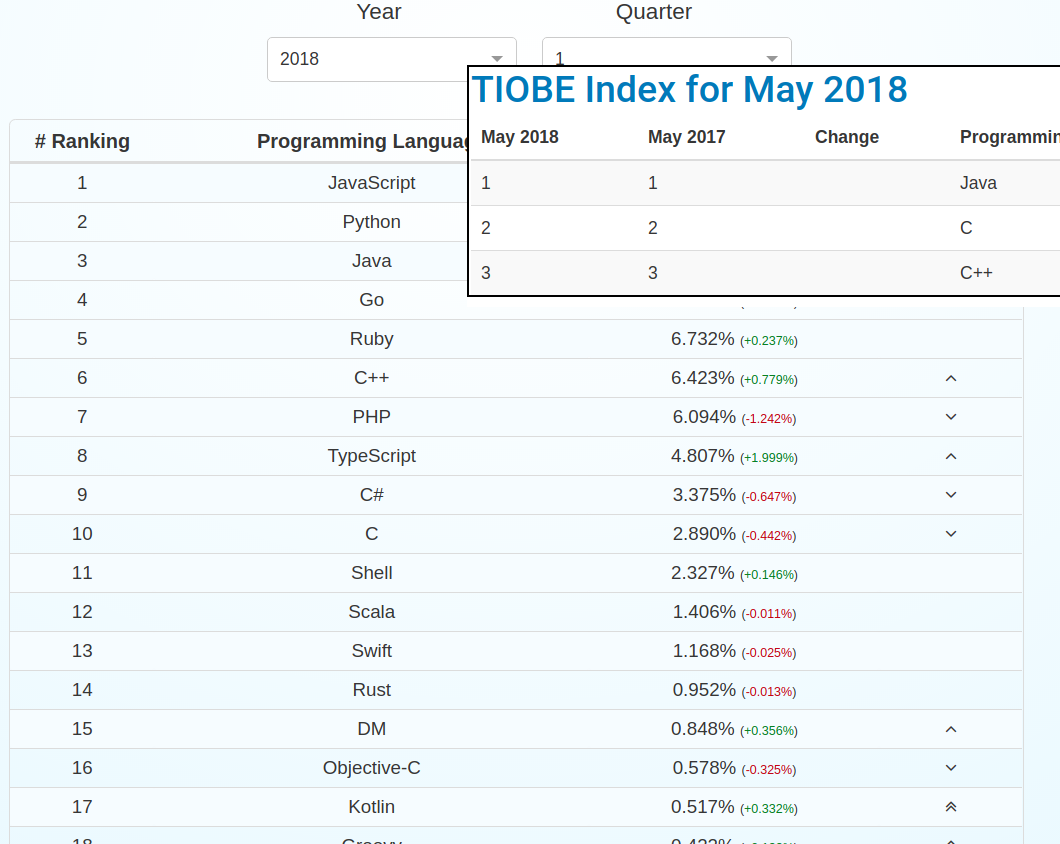 Year Quarter
2018 1
TIOBE Index for May 2018
# Ranking Programming
May 2018 May 2017 Change
1 JavaScript
1 1 Java
2 Python
2 2 C
3 Java
3 3 C++
4 Go
5 Ruby 6.732% (+0.237%)
6 C++ 6.423% (+0.779%)
7 PHP 6.094% (-1.242%)
8 TypeScript 4.807% (+1.999%)
9 C# 3.375% (-0.647%)
10 C 2.890% (-0.442%)
11 Shell 2.327% (+0.146%)
12 Scala 1.406% (-0.011%)
13 Swift 1.168% (-0.025%)
14 Rust 0.952% (-0.013%)
15 DM 0.848% (+0.356%)
16 Objective-C 0.578% (-0.325%)
17 Kotlin 0.517% (+0.332%)